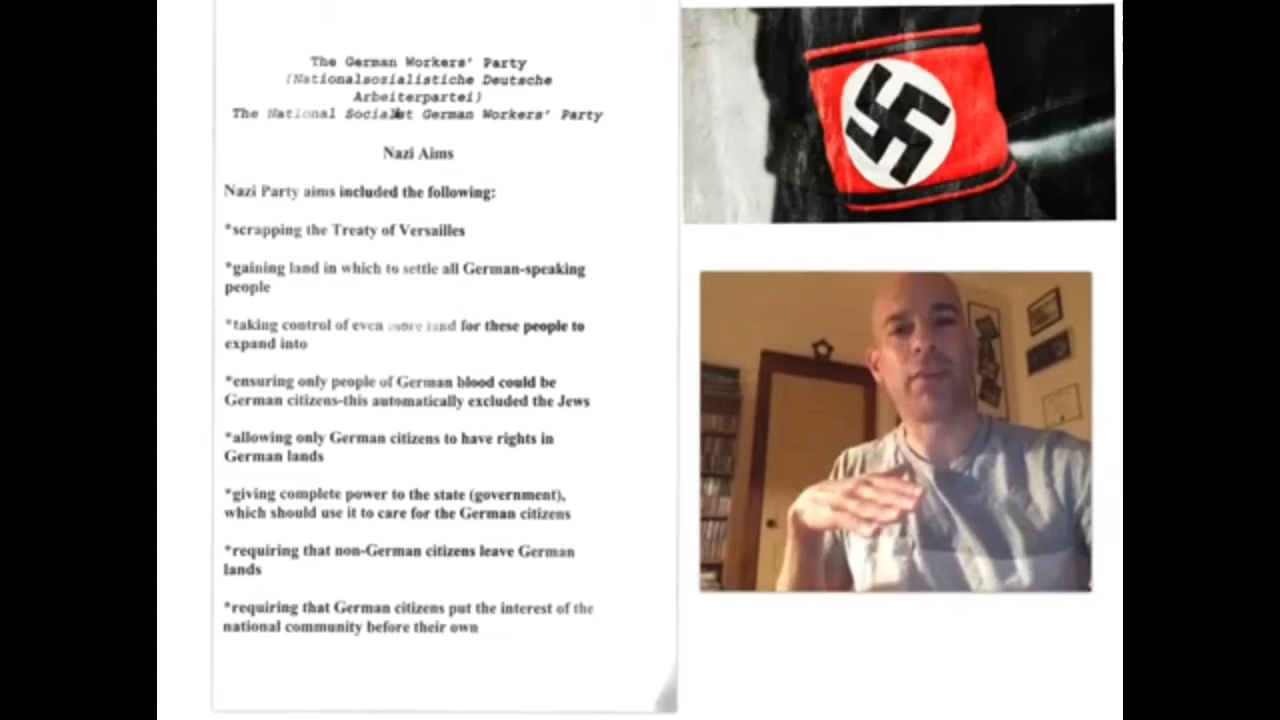 The German Workers' Party
(Nationalsozialistiche Deutsche
Arbeiterpartei)
The National Socialist German Workers' Party
Nazi Aims
Nazi Party aims included the following:
*scrapping the Treaty of Versailles
*gaining land in which to settle all German-speaking
people
*taking control of even more land for these people to
expand into
*ensuring only people of German blood could be
German citizens-this automatically excluded the Jews
*allowing only German citizens to have rights in
German lands
*giving complete power to the state (government),
which should use it to care for the German citizens
*requiring that non-German citizens leave German
lands
*requiring that German citizens put the interest of the
national community before their own